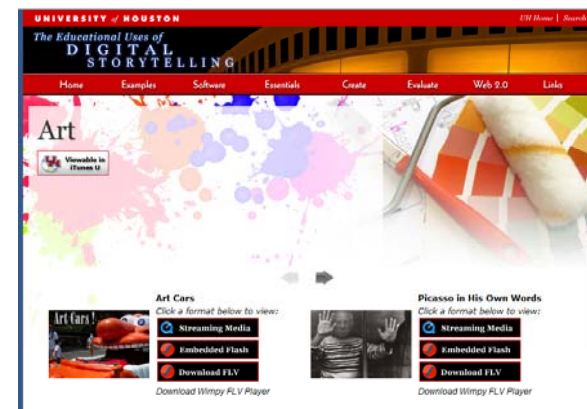 UNIVERSITY of HOUSTON
UH Home | Search
The Educational Uses of
DIGITAL
STORYTELLING
Home Examples Software Essentials Create Evaluate Web 2.0 Links
Art
Viewable in
iTunes U
Art Cars
Click a format below to view:
Art Cars !
Streaming Media
Embedded Flash
Download FLV
Download Wimpy FLV Player
Picasso in His Own Words
Click a format below to view:
Streaming Media
Embedded Flash
Download FLV
Download Wimpy FLV Player